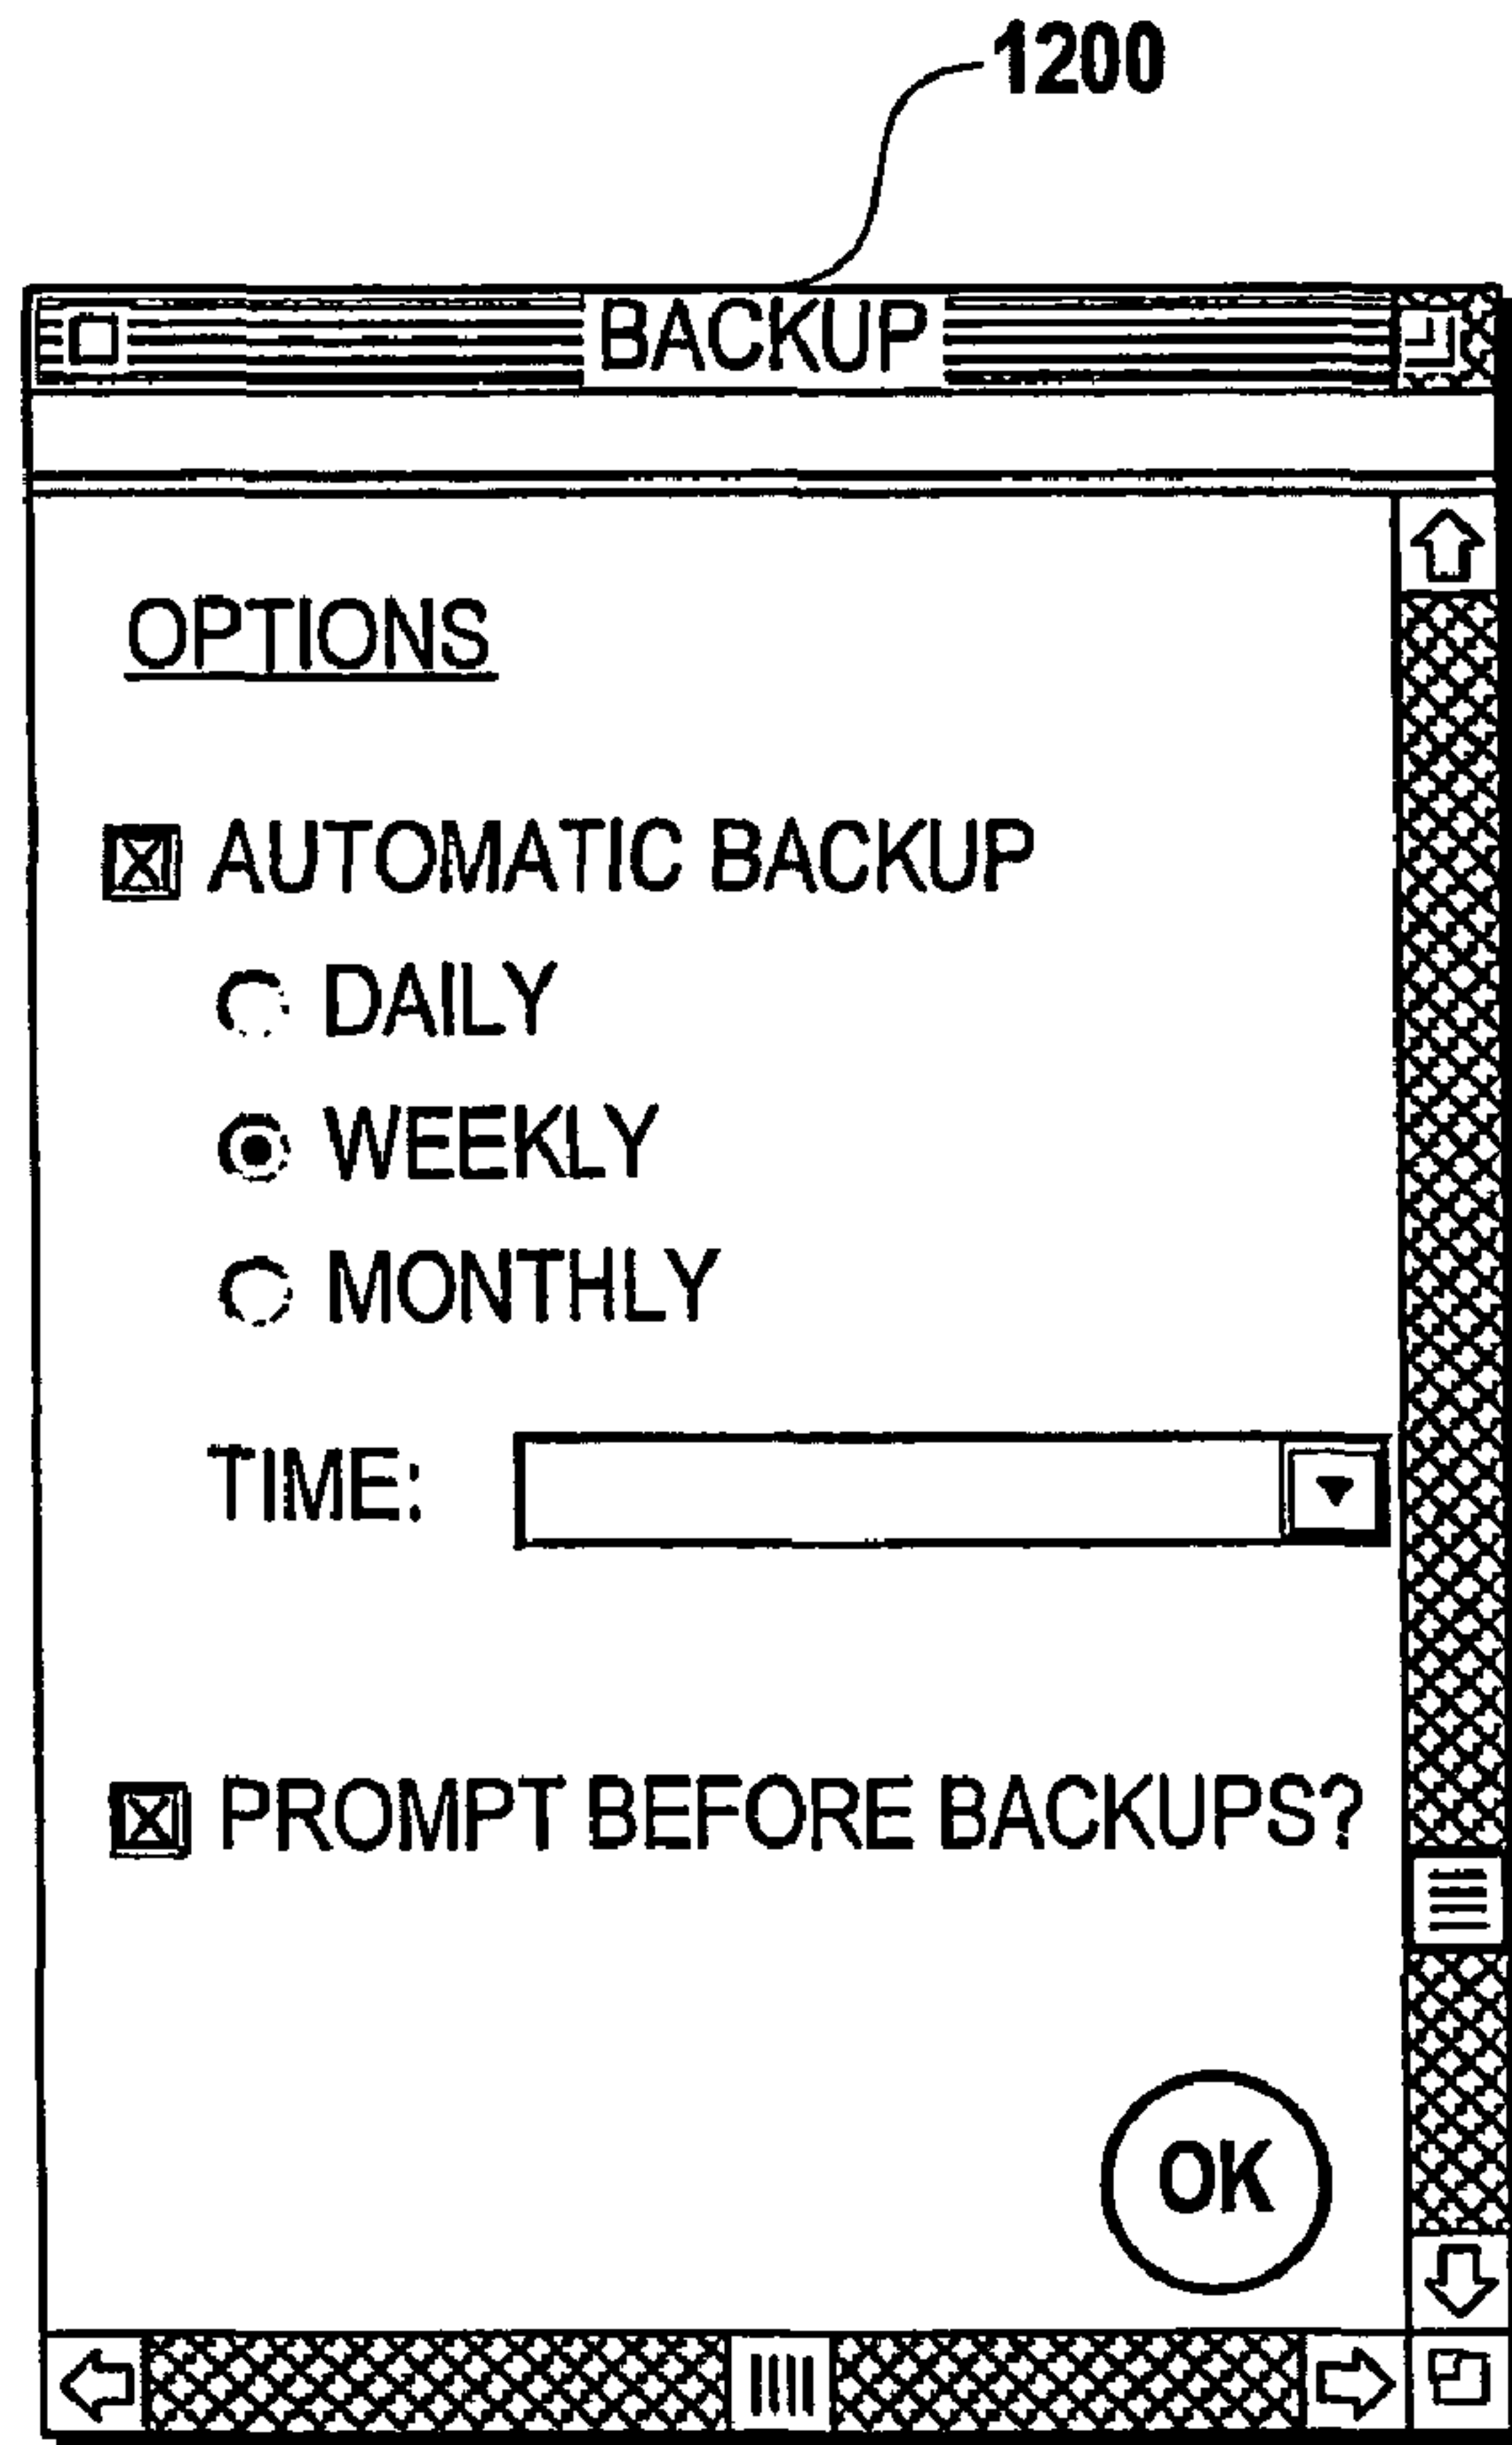 1200
BACKUP
OPTIONS
AUTOMATIC BACKUP
DAILY
WEEKLY
MONTHLY
TIME:
PROMPT BEFORE BACKUPS?
OK